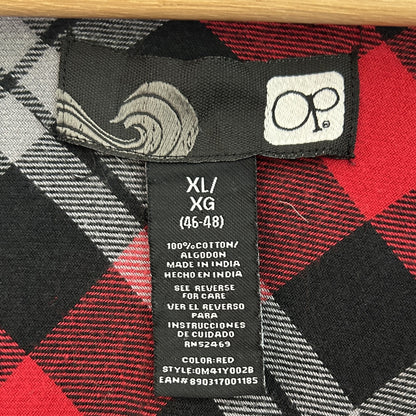 OP
XL/
XG
(46-48)
100%COTTON/
ALGODON
MADE IN INDIA
HECHO EN INDIA
SEE REVERSE
FOR CARE
VER EL REVERSO
PARA
INSTRUCCIONES
DE CUIDADO
RN52469
COLOR:RED
STYLE:OM41Y002B
EAN#890317001185